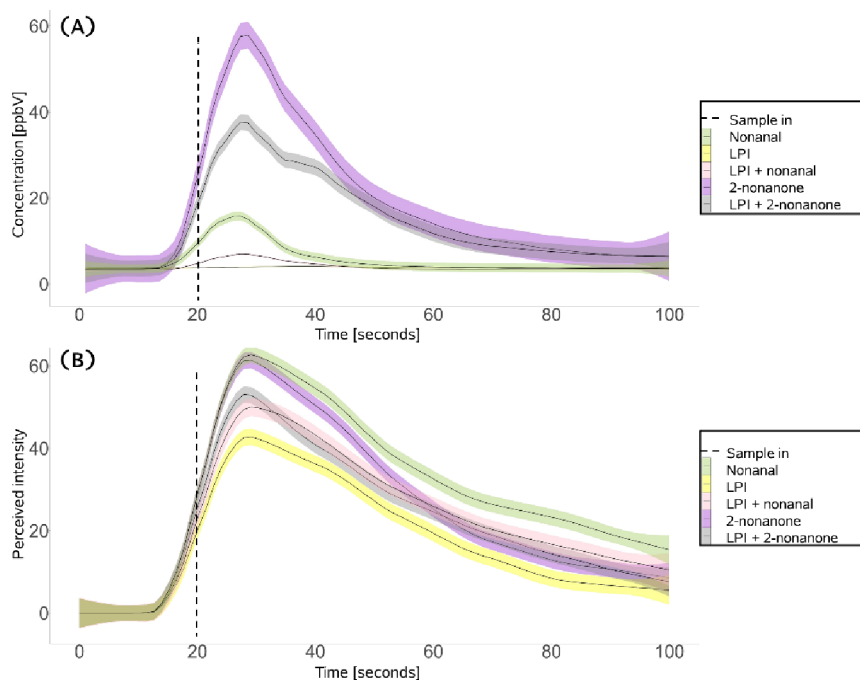 (A)
60
40
20
0
Concentration [ppbV]
0 20 40 60 80 100
Time [seconds]
Sample in
Nonanal
LPI
LPI + nonanal
2-nonanone
LPI + 2-nonanone
(B)
60
40
20
0
Perceived intensity
0 20 40 60 80 100
Time [seconds]
Sample in
Nonanal
LPI
LPI + nonanal
2-nonanone
LPI + 2-nonanone